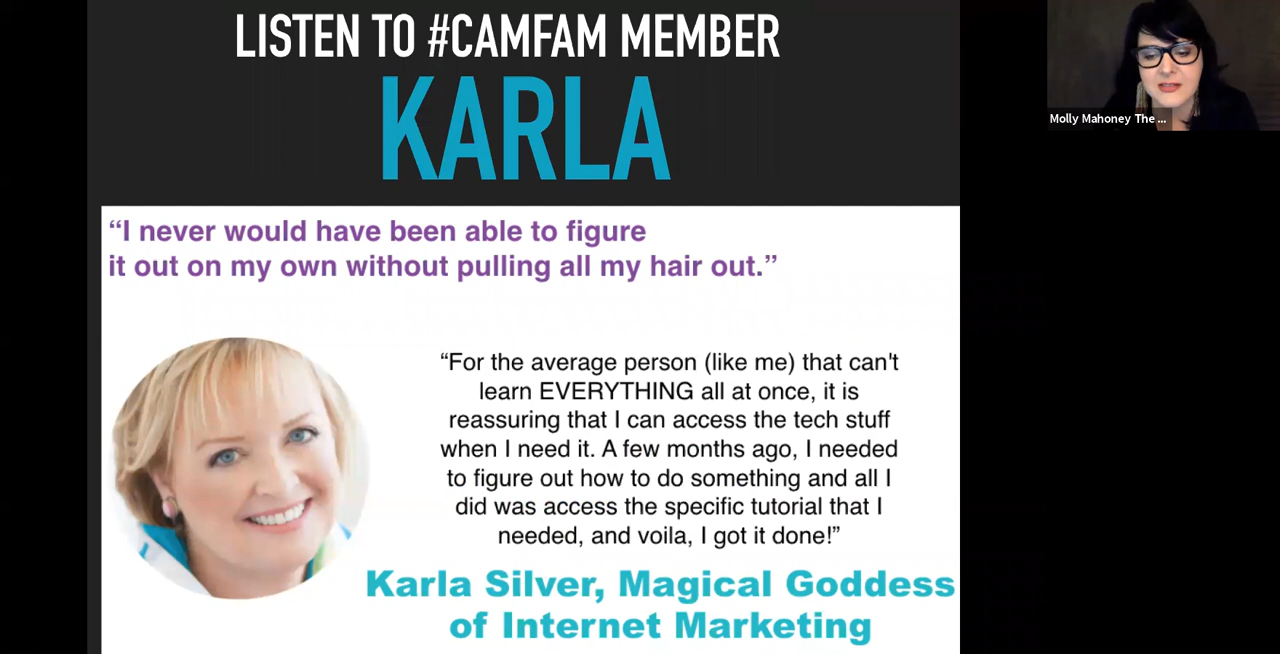 LISTEN TO #CAMFAM MEMBER
KARLA
“I never would have been able to figure
it out on my own without pulling all my hair out.”
“For the average person (like me) that can't
learn EVERYTHING all at once, it is
reassuring that I can access the tech stuff
when I need it. A few months ago, I needed
to figure out how to do something and all I
did was access the specific tutorial that I
needed, and voila, I got it done!”
Karla Silver, Magical Goddess
of Internet Marketing
Molly Mahoney The ...